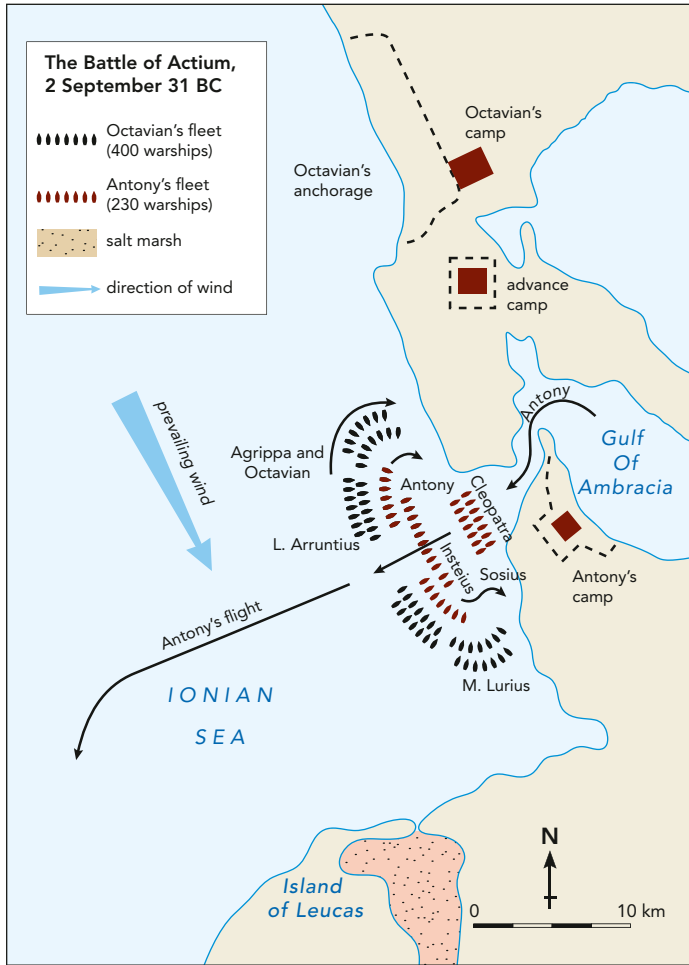 The Battle of Actium,
2 September 31 BC
Octavian's fleet
(400 warships)
Antony's fleet
(230 warships)
salt marsh
direction of wind
Octavian's
camp
Octavian's
anchorage
advance
camp
prevailing wind
Antony
Gulf
Of
Ambracia
Agrippa and
Octavian
Antony
Cleopatra
L. Arruntius
Insteius
Sosius
Antony's
camp
Antony's flight
M. Lurius
IONIAN
SEA
Island
of Leucas
N
0 10 km